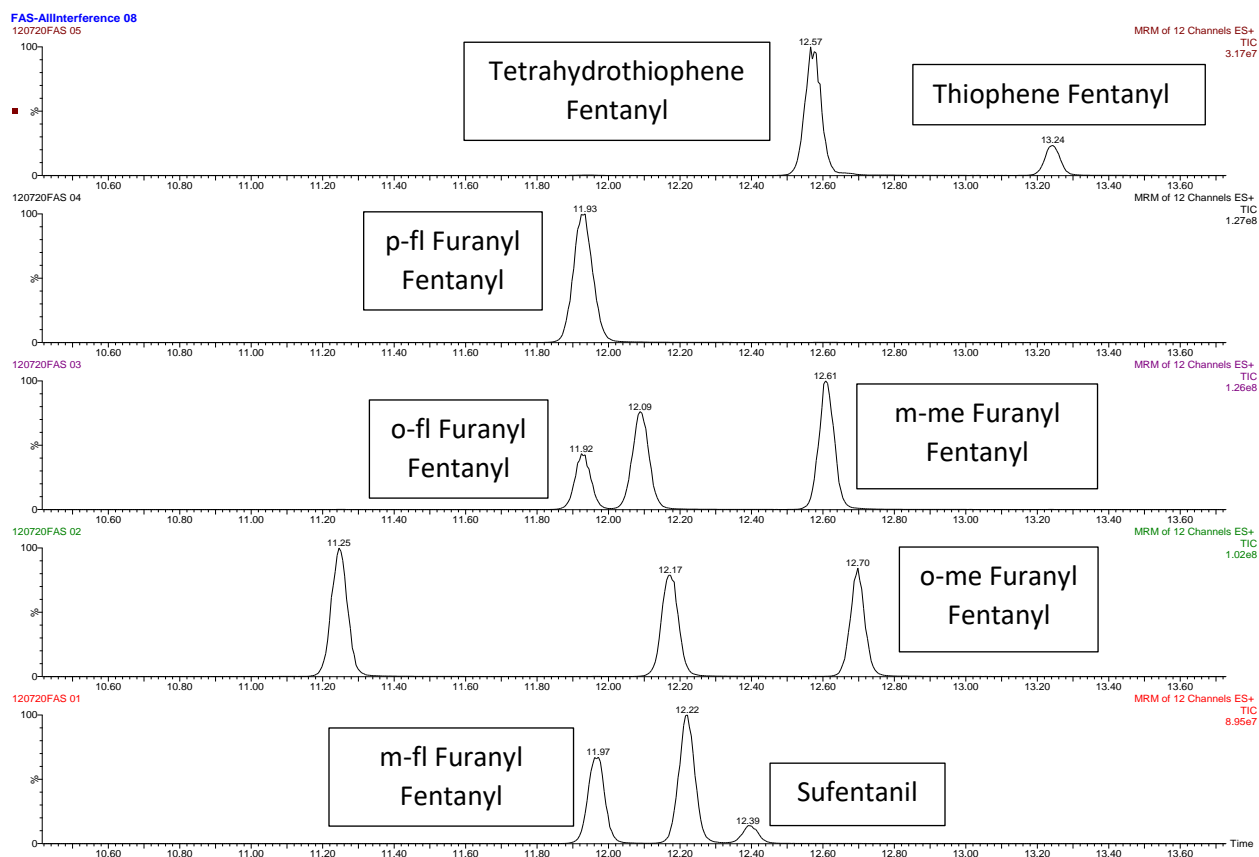 FAS-AllInterference 08
120720FAS 05
MRM of 12 Channels ES+
TIC
3.17e7
100
%
0
12.57
13.24
Tetrahydrothiophene
Fentanyl
Thiophene Fentanyl
10.60 10.80 11.00 11.20 11.40 11.60 11.80 12.00 12.20 12.40 12.60 12.80 13.00 13.20 13.40 13.60
120720FAS 04
MRM of 12 Channels ES+
TIC
1.27e8
100
%
0
11.93
p-fl Furanyl
Fentanyl
10.60 10.80 11.00 11.20 11.40 11.60 11.80 12.00 12.20 12.40 12.60 12.80 13.00 13.20 13.40 13.60
120720FAS 03
MRM of 12 Channels ES+
TIC
1.26e8
100
%
0
o-fl Furanyl
Fentanyl
11.92
12.09
12.61
m-me Furanyl
Fentanyl
10.60 10.80 11.00 11.20 11.40 11.60 11.80 12.00 12.20 12.40 12.60 12.80 13.00 13.20 13.40 13.60
120720FAS 02
MRM of 12 Channels ES+
TIC
1.02e8
100
%
0
11.25
12.17
12.70
o-me Furanyl
Fentanyl
10.60 10.80 11.00 11.20 11.40 11.60 11.80 12.00 12.20 12.40 12.60 12.80 13.00 13.20 13.40 13.60
120720FAS 01
MRM of 12 Channels ES+
TIC
8.95e7
100
%
0
m-fl Furanyl
Fentanyl
11.97
12.22
12.39
Sufentanil
Time
10.60 10.80 11.00 11.20 11.40 11.60 11.80 12.00 12.20 12.40 12.60 12.80 13.00 13.20 13.40 13.60